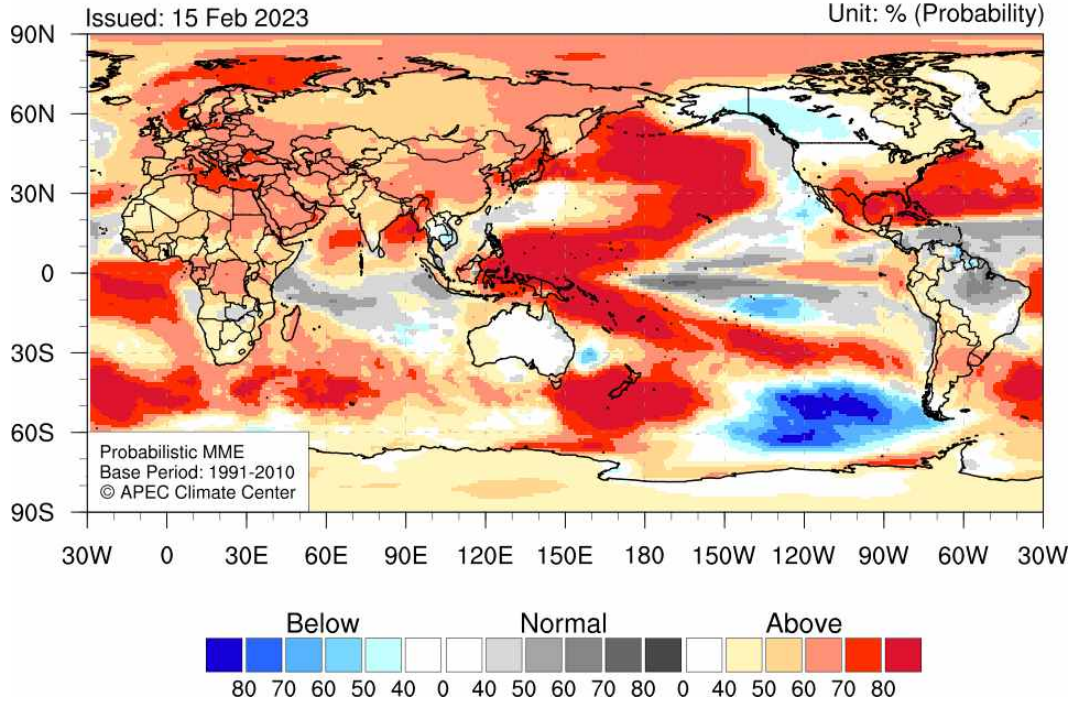 Issued: 15 Feb 2023
Unit: % (Probability)
90N
60N
30N
0
30S
60S
90S
Probabilistic MME
Base Period: 1991-2010
© APEC Climate Center
30W 0 30E 60E 90E 120E 150E 180 150W 120W 90W 60W 30W
Below Normal Above
80 70 60 50 40 0 40 50 60 70 80 0 40 50 60 70 80